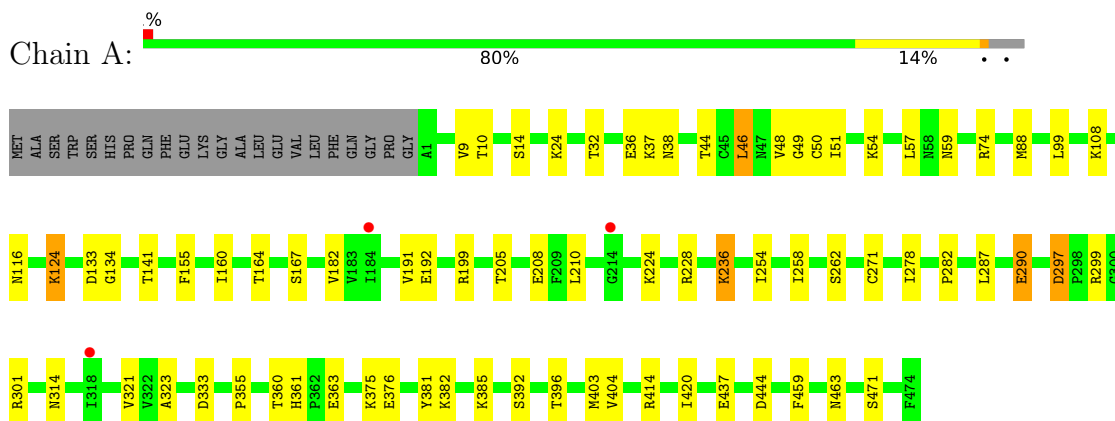 .%
Chain A:
80% 14% • •
MET ALA SER TRP SER HIS PRO GLN PHE GLU LYS GLY ALA LEU GLU VAL LEU PHE GLN GLY PRO GLY A1 V9 T10 S14 K24 T32 E36 K37 N38 T44 C45 L46 N47 V48 G49 C50 I51 K54 L57 N58 N59 R74 M88 L99 K108
N116 K124 D133 G134 T141 F155 I160 T164 S167 V182 V183 I184 V191 E192 R199 T205 E208 F209 L210 G214 K224 R228 K236 I254 I258 S262 C271 I278 P282 L287 E290 D297 P298 R299 G300
R301 N314 I318 V321 V322 A323 D333 P355 T360 H361 P362 E363 K375 E376 Y381 K382 K385 S392 T396 M403 V404 R414 I420 E437 D444 F459 N463 S471 F474